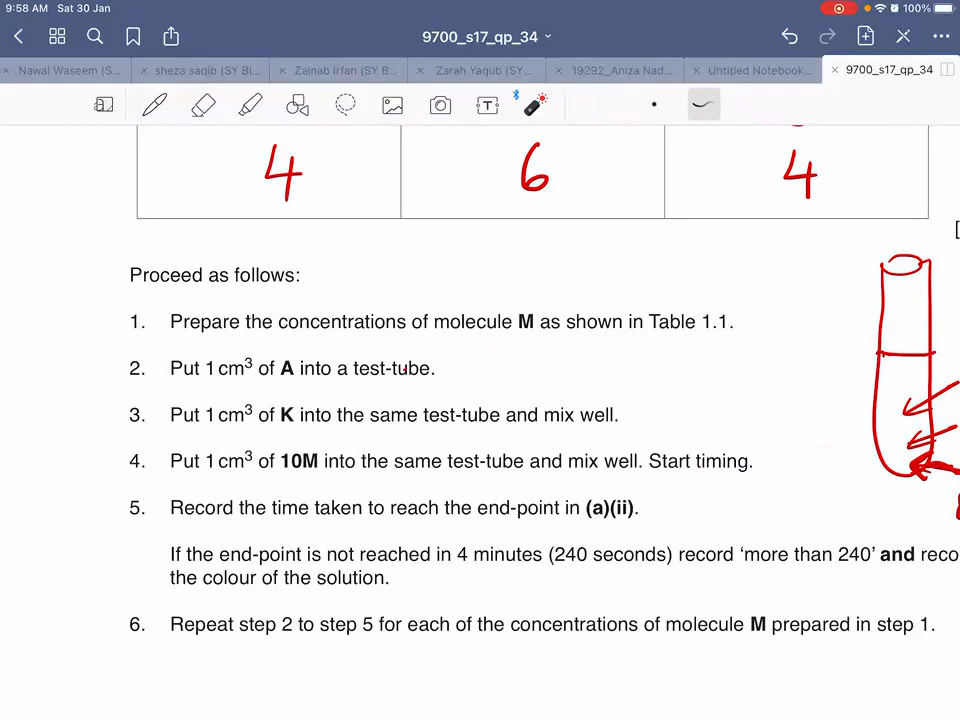 9:58 AM Sat 30 Jan
100%
9700_s17_qp_34
Nawal Waseem (S...
sheza saqib (SY Bl...
Zainab Irfan (SY B...
Zarah Yaqub (SY...
19292_Aniza Nad...
Untitled Notebook...
9700_s17_qp_34
4 6 4
[
Proceed as follows:
1. Prepare the concentrations of molecule M as shown in Table 1.1.
2. Put 1 cm³ of A into a test-tube.
3. Put 1 cm³ of K into the same test-tube and mix well.
4. Put 1 cm³ of 10M into the same test-tube and mix well. Start timing.
5. Record the time taken to reach the end-point in (a)(ii).
If the end-point is not reached in 4 minutes (240 seconds) record ‘more than 240’ and reco
the colour of the solution.
6. Repeat step 2 to step 5 for each of the concentrations of molecule M prepared in step 1.